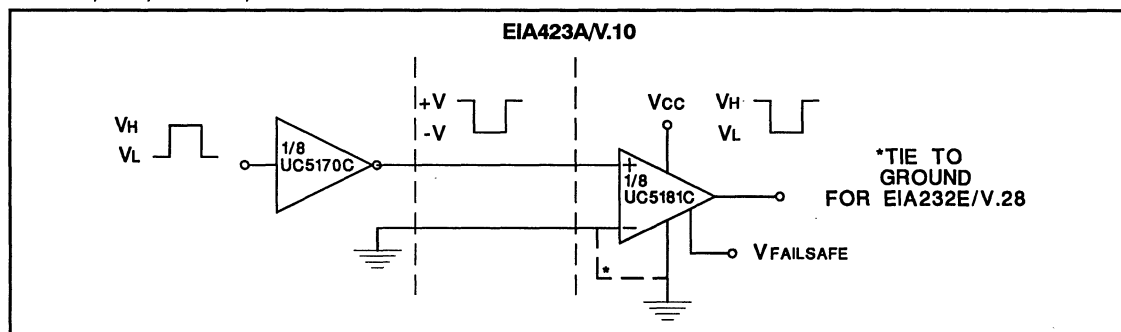 EIA423A/V.10
VH
VL
1/8
UC5170C
+V
-V
VCC
VH
VL
+
1/8
UC5181C
-
*TIE TO
GROUND
FOR EIA232E/V.28
VFAILSAFE
*